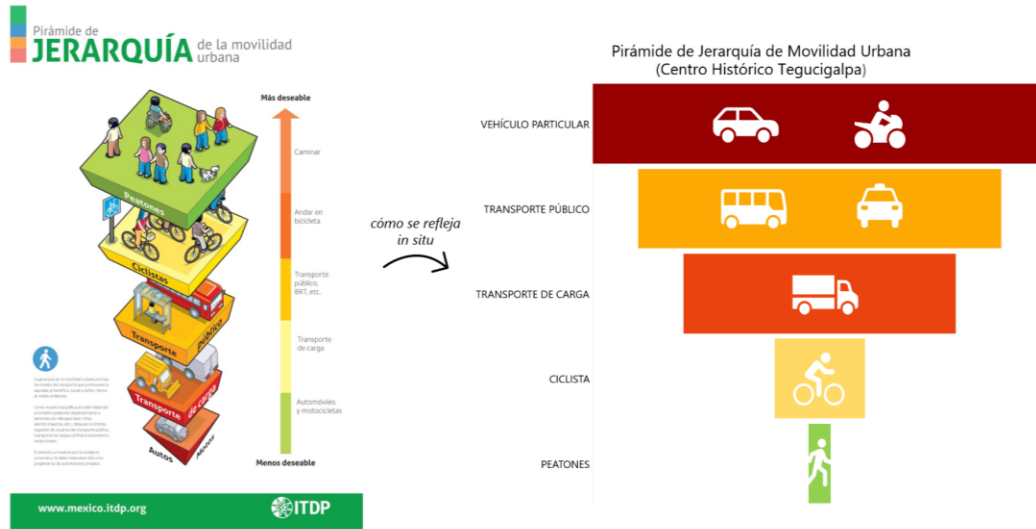 Pirámide de
JERARQUÍA de la movilidad
urbana
Más deseable
Caminar
Andar en
bicicleta
Transporte
público,
BRT, etc.
Transporte
de carga
Automóviles
y motocicletas
Menos deseable
Peatones
Ciclistas
Transporte público
Transporte de carga
Autos Motos
www.mexico.itdp.org
ITDP
cómo se refleja
in situ
Pirámide de Jerarquía de Movilidad Urbana
(Centro Histórico Tegucigalpa)
VEHÍCULO PARTICULAR
TRANSPORTE PÚBLICO
TRANSPORTE DE CARGA
CICLISTA
PEATONES